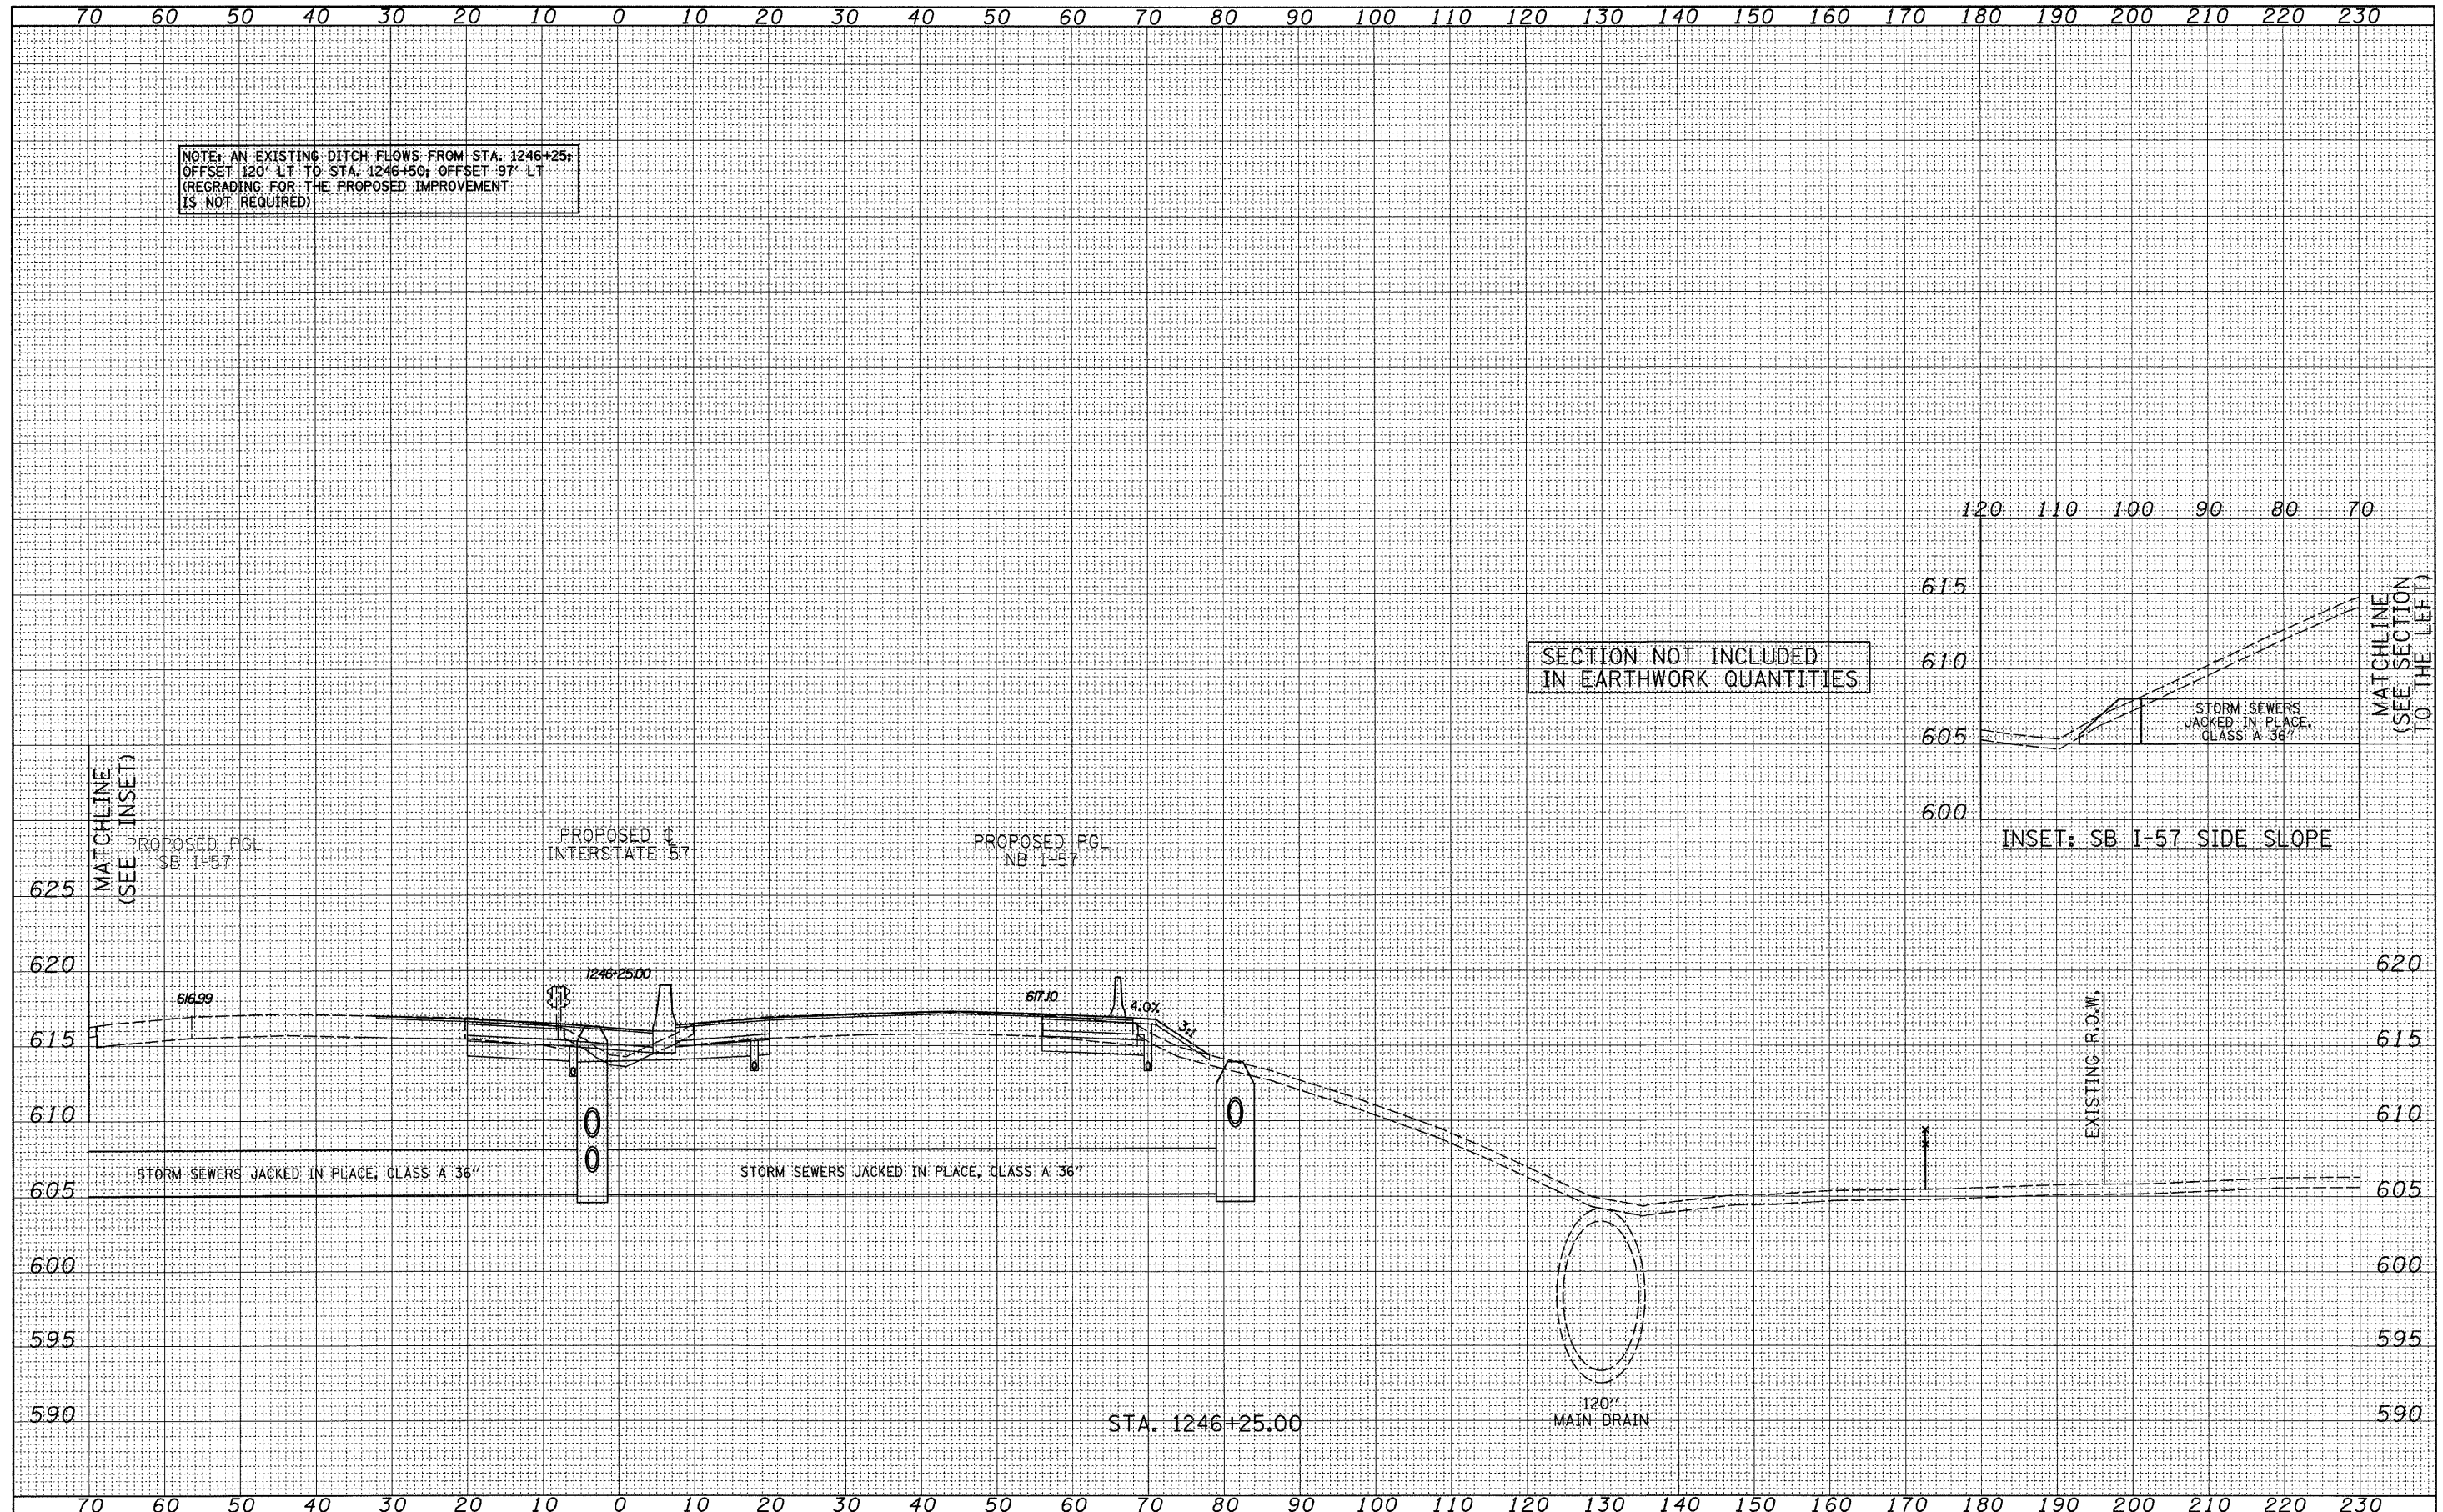 70 60 50 40 30 20 10 0 10 20 30 40 50 60 70 80 90 100 110 120 130 140 150 160 170 180 190 200 210 220 230
NOTE: AN EXISTING DITCH FLOWS FROM STA. 1246+25;
OFFSET 120' LT TO STA. 1246+50; OFFSET 97' LT
(REGRADING FOR THE PROPOSED IMPROVEMENT
IS NOT REQUIRED)
120 110 100 90 80 70
615
610
605
600
STORM SEWERS
JACKED IN PLACE,
CLASS A 36"
MATCHLINE
(SEE SECTION
TO THE LEFT)
INSET: SB I-57 SIDE SLOPE
SECTION NOT INCLUDED
IN EARTHWORK QUANTITIES
MATCHLINE
(SEE INSET)
PROPOSED PGL
SB I-57
PROPOSED ℄
INTERSTATE 57
PROPOSED PGL
NB I-57
625
620
615
610
605
600
595
590
616.99
1246+25.00
617.10
4.0%
3:1
STORM SEWERS JACKED IN PLACE, CLASS A 36"
STORM SEWERS JACKED IN PLACE, CLASS A 36"
EXISTING R.O.W.
120"
MAIN DRAIN
STA. 1246+25.00
620
615
610
605
600
595
590
70 60 50 40 30 20 10 0 10 20 30 40 50 60 70 80 90 100 110 120 130 140 150 160 170 180 190 200 210 220 230